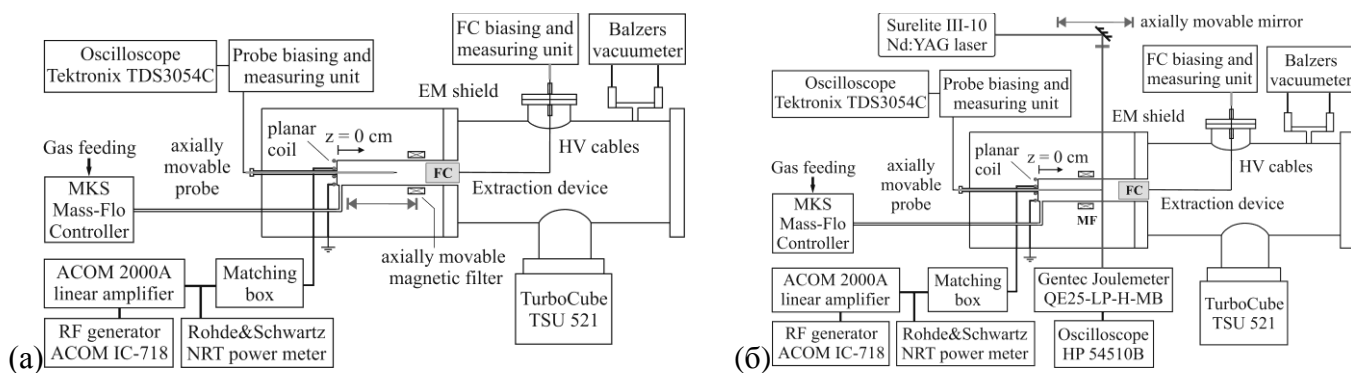 Oscilloscope
Tektronix TDS3054C
Probe biasing and
measuring unit
FC biasing and
measuring unit
Balzers
vacuumeter
EM shield
planar
coil
z = 0 cm
HV cables
Gas feeding
axially
movable
probe
FC
MKS
Mass-Flo
Controller
Extraction device
axially movable
magnetic filter
ACOM 2000A
linear amplifier
Matching
box
TurboCube
TSU 521
RF generator
ACOM IC-718
Rohde&Schwartz
NRT power meter
(а)
Surelite III-10
Nd:YAG laser
axially movable mirror
FC biasing and
measuring unit
Balzers
vacuumeter
Oscilloscope
Tektronix TDS3054C
Probe biasing and
measuring unit
EM shield
planar
coil
z = 0 cm
HV cables
Gas feeding
axially
movable
probe
FC
MKS
Mass-Flo
Controller
MF
Extraction device
ACOM 2000A
linear amplifier
Matching
box
Gentec Joulemeter
QE25-LP-H-MB
TurboCube
TSU 521
RF generator
ACOM IC-718
Rohde&Schwartz
NRT power meter
Oscilloscope
HP 54510B
(б)